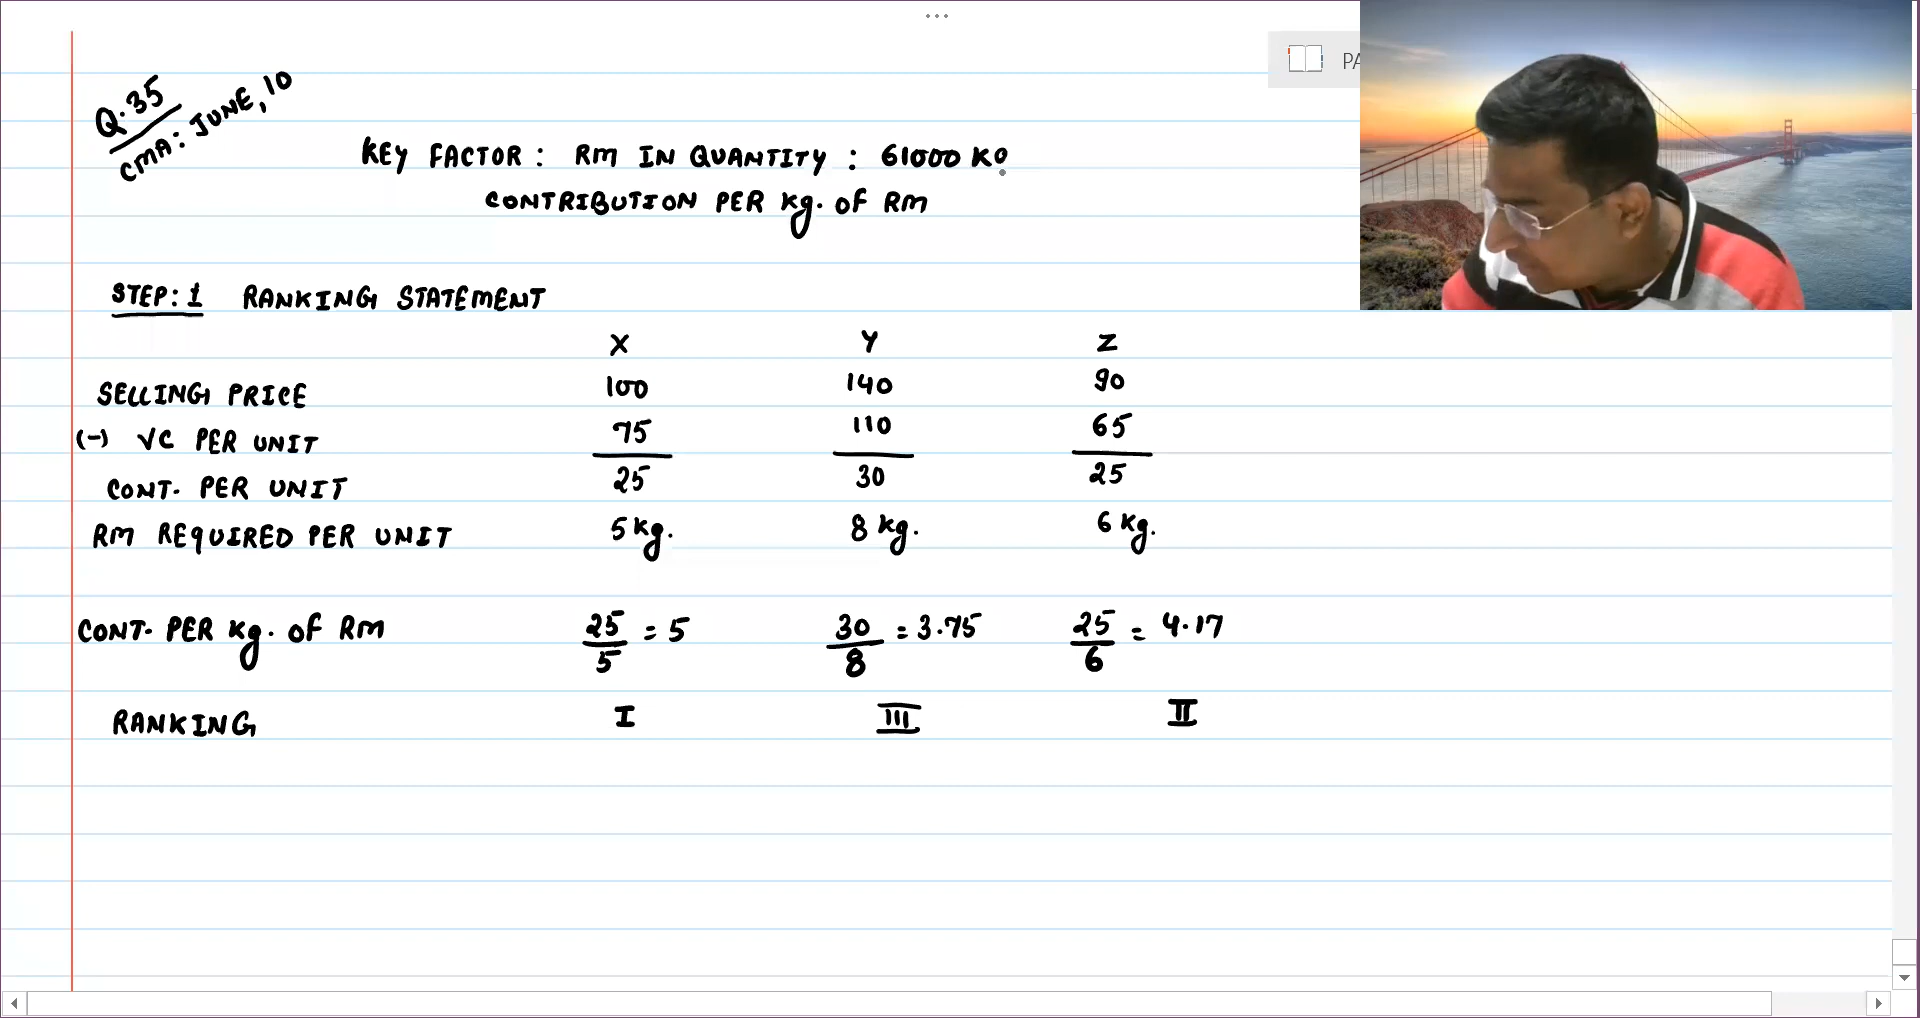 PA
Q.35
CMA: JUNE, 10
KEY FACTOR: RM IN QUANTITY: 61000 Ko
CONTRIBUTION PER Kg. OF RM
STEP: 1 RANKING STATEMENT
X Y Z
SELLING PRICE 100 140 90
(-) VC PER UNIT 75 110 65
CONT. PER UNIT 25 30 25
RM REQUIRED PER UNIT 5 kg. 8 kg. 6 kg.
CONT. PER Kg. OF RM 25/5 = 5 30/8 = 3.75 25/6 = 4.17
RANKING I III II